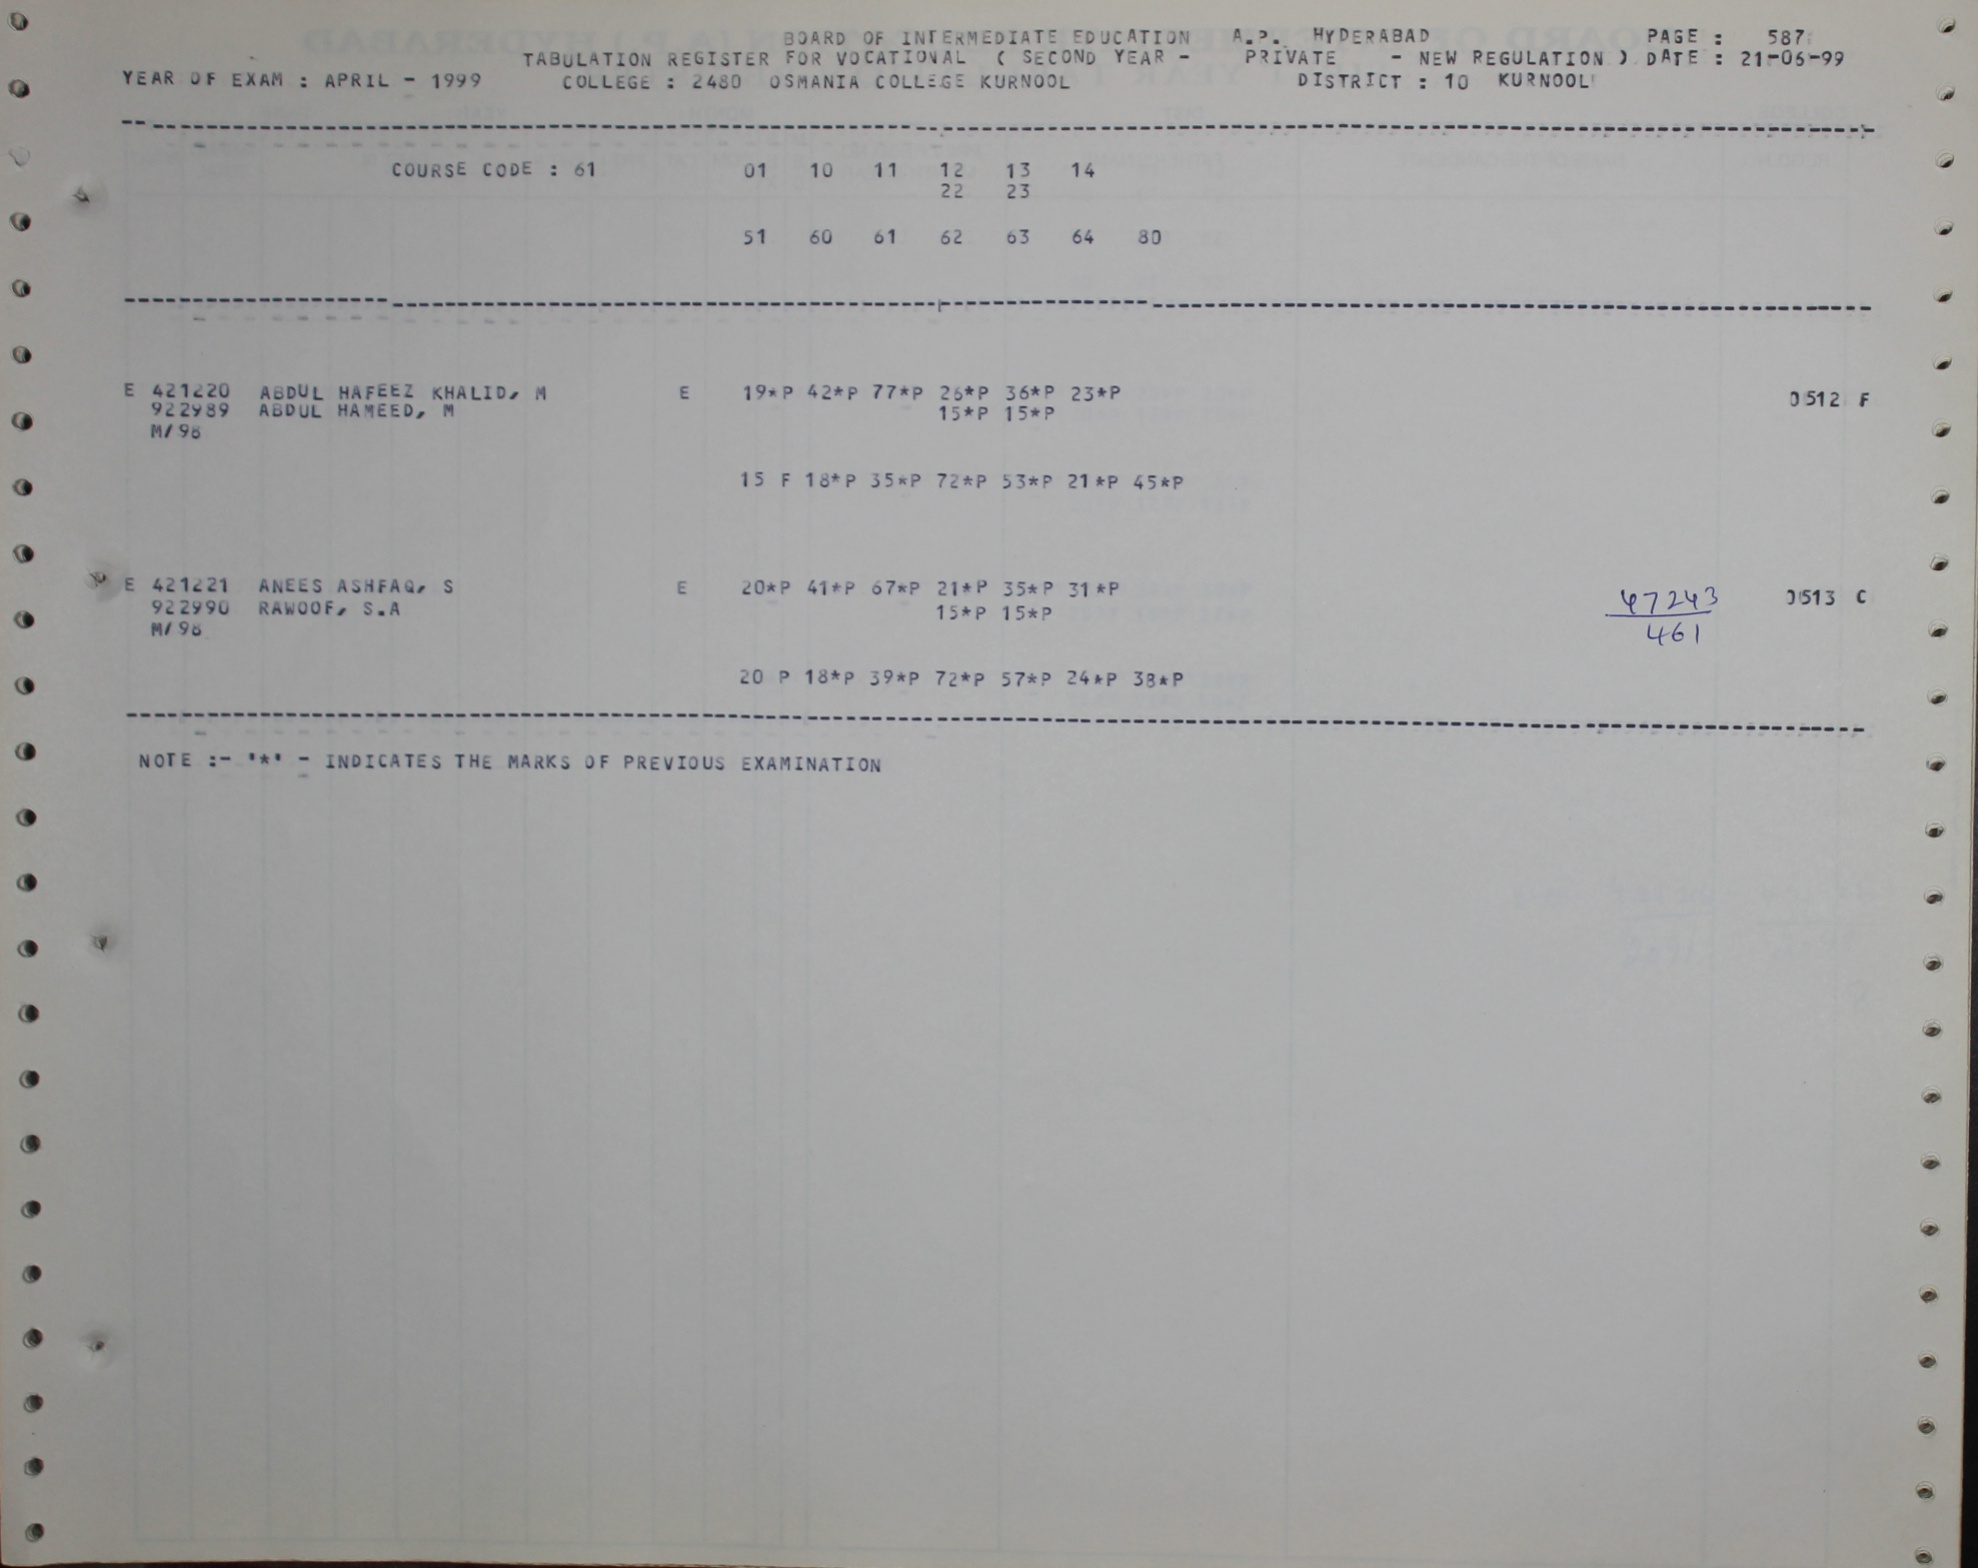 BOARD OF INTERMEDIATE EDUCATION A.P. HYDERABAD PAGE : 587
TABULATION REGISTER FOR VOCATIONAL ( SECOND YEAR - PRIVATE - NEW REGULATION ) DATE : 21-06-99
YEAR OF EXAM : APRIL - 1999 COLLEGE : 2480 OSMANIA COLLEGE KURNOOL DISTRICT : 10 KURNOOL
COURSE CODE : 61 01 10 11 12 13 14
22 23
51 60 61 62 63 64 80
E 421220 ABDUL HAFEEZ KHALID, M E 19*P 42*P 77*P 26*P 36*P 23*P 0512 F
922989 ABDUL HAMEED, M 15*P 15*P
M/98
15 F 18*P 35*P 72*P 53*P 21*P 45*P
E 421221 ANEES ASHFAQ, S E 20*P 41*P 67*P 21*P 35*P 31*P 47243 0513 C
922990 RAWOOF, S.A 15*P 15*P
M/98 461
20 P 18*P 39*P 72*P 57*P 24*P 38*P
NOTE :- '*' - INDICATES THE MARKS OF PREVIOUS EXAMINATION